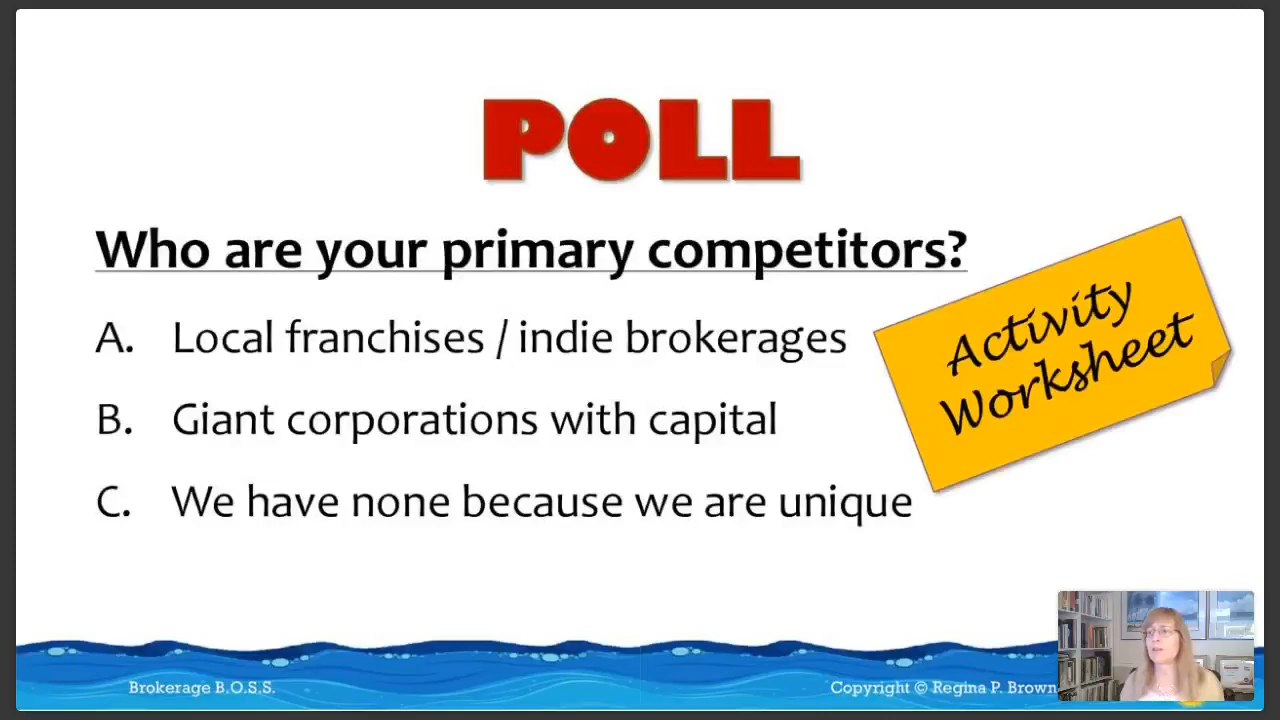 POLL
Who are your primary competitors?
A. Local franchises / indie brokerages
B. Giant corporations with capital
C. We have none because we are unique
Activity
Worksheet
Brokerage B.O.S.S.
Copyright © Regina P. Brown